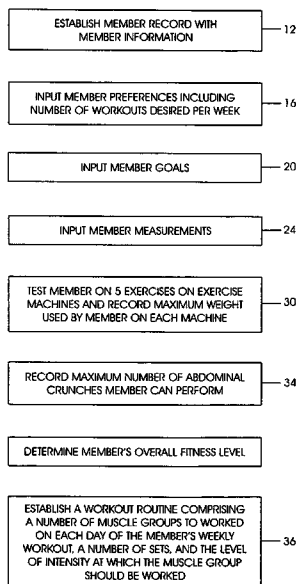 ESTABLISH MEMBER RECORD WITH
MEMBER INFORMATION
12
INPUT MEMBER PREFERENCES INCLUDING
NUMBER OF WORKOUTS DESIRED PER WEEK
16
INPUT MEMBER GOALS
20
INPUT MEMBER MEASUREMENTS
24
TEST MEMBER ON 5 EXERCISES ON EXERCISE
MACHINES AND RECORD MAXIMUM WEIGHT
USED BY MEMBER ON EACH MACHINE
30
RECORD MAXIMUM NUMBER OF ABDOMINAL
CRUNCHES MEMBER CAN PERFORM
34
DETERMINE MEMBER'S OVERALL FITNESS LEVEL
ESTABLISH A WORKOUT ROUTINE COMPRISING
A NUMBER OF MUSCLE GROUPS TO WORKED
ON EACH DAY OF THE MEMBER'S WEEKLY
WORKOUT, A NUMBER OF SETS, AND THE LEVEL
OF INTENSITY AT WHICH THE MUSCLE GROUP
SHOULD BE WORKED
36